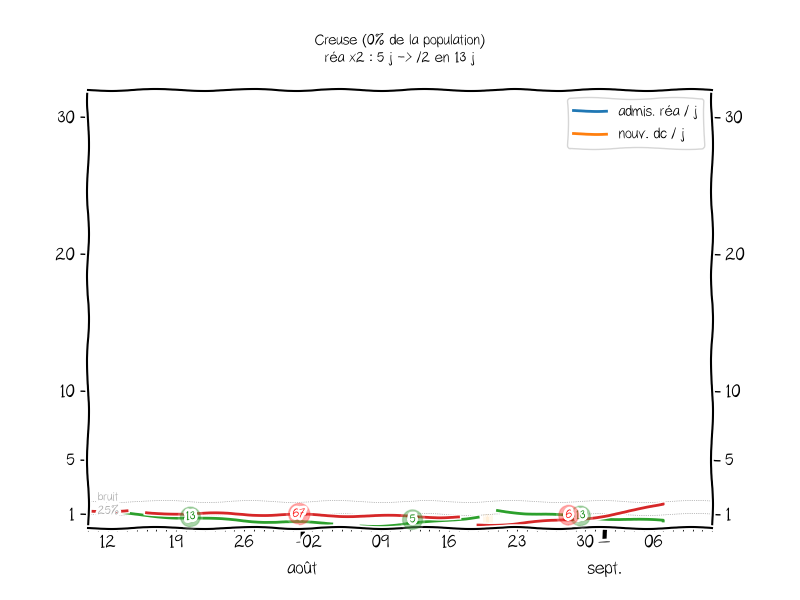 Creuse (0% de la population)
réa x2 : 5 j -> /2 en 13 j
admis. réa / j
nouv. dc / j
30 30
20 20
10 10
5 5
1 1
bruit
25%
13 67 5 6 13
12 19 26 02 09 16 23 30 06
août sept.